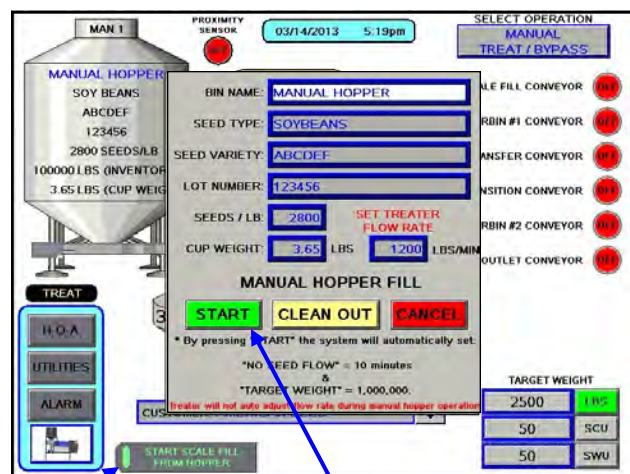 MAN 1
PROXIMITY
SENSOR
OFF
03/14/2013 5:19pm
SELECT OPERATION
MANUAL
TREAT / BYPASS
MANUAL HOPPER
SOY BEANS
ABCDEF
123456
2800 SEEDS/LB
100000 LBS (INVENTOR
3.65 LBS (CUP WEIG
BIN NAME: MANUAL HOPPER
SEED TYPE: SOYBEANS
SEED VARIETY: ABCDEF
LOT NUMBER: 123456
SEEDS / LB: 2800
SET TREATER
FLOW RATE
CUP WEIGHT: 3.65 LBS 1200 LBS/MIN
MANUAL HOPPER FILL
START CLEAN OUT CANCEL
* By pressing "START" the system will automatically set:
"NO SEED FLOW" = 10 minutes
&
"TARGET WEIGHT" = 1,000,000.
Treater will not auto adjust flow rate during manual hopper operation
ALE FILL CONVEYOR OFF
RBIN #1 CONVEYOR OFF
ANSFER CONVEYOR OFF
NSITION CONVEYOR OFF
RBIN #2 CONVEYOR OFF
OUTLET CONVEYOR OFF
TREAT
H.O.A
UTILITIES
ALARM
3
START SCALE FILL
FROM HOPPER
TARGET WEIGHT
2500 LBS
50 SCU
50 SWU